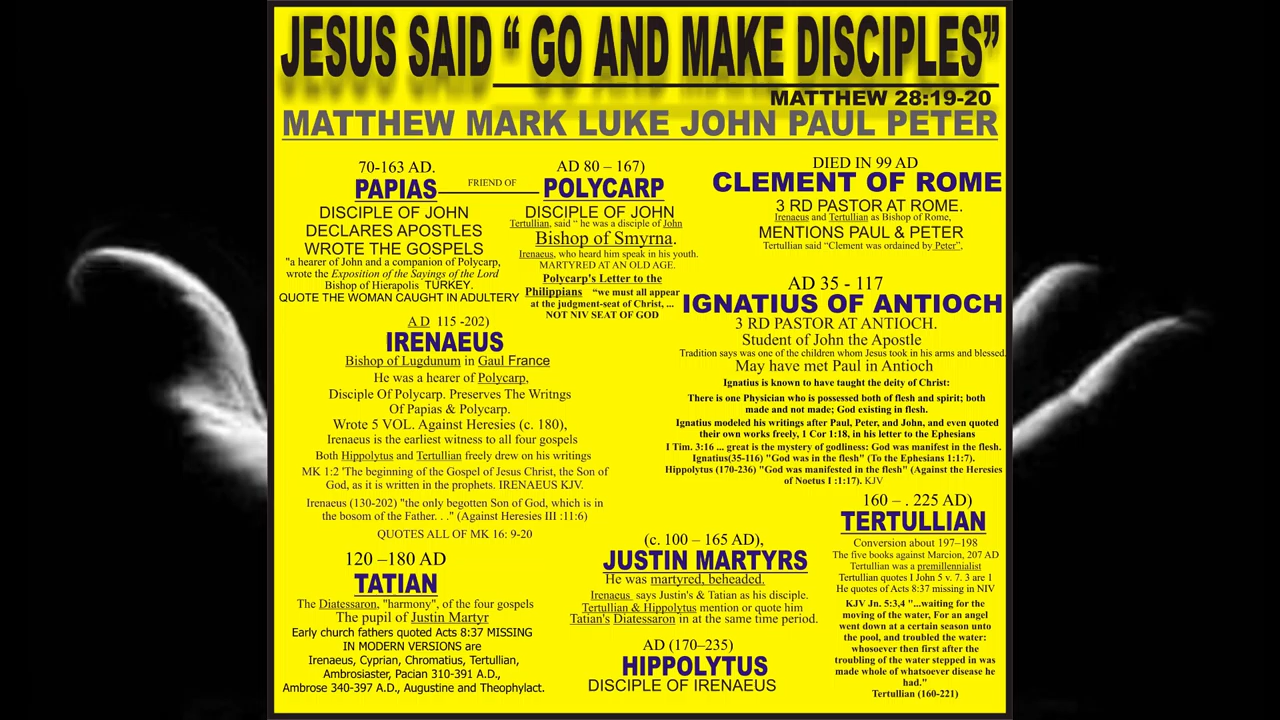 JESUS SAID “ GO AND MAKE DISCIPLES”
MATTHEW 28:19-20
MATTHEW MARK LUKE JOHN PAUL PETER
70-163 AD.
PAPIAS
FRIEND OF
DISCIPLE OF JOHN
DECLARES APOSTLES
WROTE THE GOSPELS
"a hearer of John and a companion of Polycarp,
wrote the Exposition of the Sayings of the Lord
Bishop of Hierapolis TURKEY.
QUOTE THE WOMAN CAUGHT IN ADULTERY
AD 80 – 167)
POLYCARP
DISCIPLE OF JOHN
Tertullian, said “ he was a disciple of John
Bishop of Smyrna.
Irenaeus, who heard him speak in his youth.
MARTYRED AT AN OLD AGE.
Polycarp's Letter to the
Philippians “we must all appear
at the judgment-seat of Christ, ...
NOT NIV SEAT OF GOD
DIED IN 99 AD
CLEMENT OF ROME
3 RD PASTOR AT ROME.
Irenaeus and Tertullian as Bishop of Rome,
MENTIONS PAUL & PETER
Tertullian said “Clement was ordained by Peter”,
AD 35 - 117
IGNATIUS OF ANTIOCH
3 RD PASTOR AT ANTIOCH.
Student of John the Apostle
Tradition says was one of the children whom Jesus took in his arms and blessed.
May have met Paul in Antioch
Ignatius is known to have taught the deity of Christ:
There is one Physician who is possessed both of flesh and spirit; both
made and not made; God existing in flesh.
Ignatius modeled his writings after Paul, Peter, and John, and even quoted
their own works freely, 1 Cor 1:18, in his letter to the Ephesians
I Tim. 3:16 ... great is the mystery of godliness: God was manifest in the flesh.
Ignatius(35-116) "God was in the flesh" (To the Ephesians 1:1:7).
Hippolytus (170-236) "God was manifested in the flesh" (Against the Heresies
of Noetus I :1:17). KJV
A D 115 -202)
IRENAEUS
Bishop of Lugdunum in Gaul France
He was a hearer of Polycarp,
Disciple Of Polycarp. Preserves The Writngs
Of Papias & Polycarp.
Wrote 5 VOL. Against Heresies (c. 180),
Irenaeus is the earliest witness to all four gospels
Both Hippolytus and Tertullian freely drew on his writings
MK 1:2 'The beginning of the Gospel of Jesus Christ, the Son of
God, as it is written in the prophets. IRENAEUS KJV.
Irenaeus (130-202) "the only begotten Son of God, which is in
the bosom of the Father. . ." (Against Heresies III :11:6)
QUOTES ALL OF MK 16: 9-20
120 –180 AD
TATIAN
The Diatessaron, "harmony", of the four gospels
The pupil of Justin Martyr
Early church fathers quoted Acts 8:37 MISSING
IN MODERN VERSIONS are
Irenaeus, Cyprian, Chromatius, Tertullian,
Ambrosiaster, Pacian 310-391 A.D.,
Ambrose 340-397 A.D., Augustine and Theophylact.
(c. 100 – 165 AD),
JUSTIN MARTYRS
He was martyred, beheaded.
Irenaeus says Justin's & Tatian as his disciple.
Tertullian & Hippolytus mention or quote him
Tatian's Diatessaron in at the same time period.
AD (170–235)
HIPPOLYTUS
DISCIPLE OF IRENAEUS
160 – . 225 AD)
TERTULLIAN
Conversion about 197–198
The five books against Marcion, 207 AD
Tertullian was a premillennialist
Tertullian quotes I John 5 v. 7. 3 are 1
He quotes of Acts 8:37 missing in NIV
KJV Jn. 5:3,4 "...waiting for the
moving of the water, For an angel
went down at a certain season unto
the pool, and troubled the water:
whosoever then first after the
troubling of the water stepped in was
made whole of whatsoever disease he
had."
Tertullian (160-221)